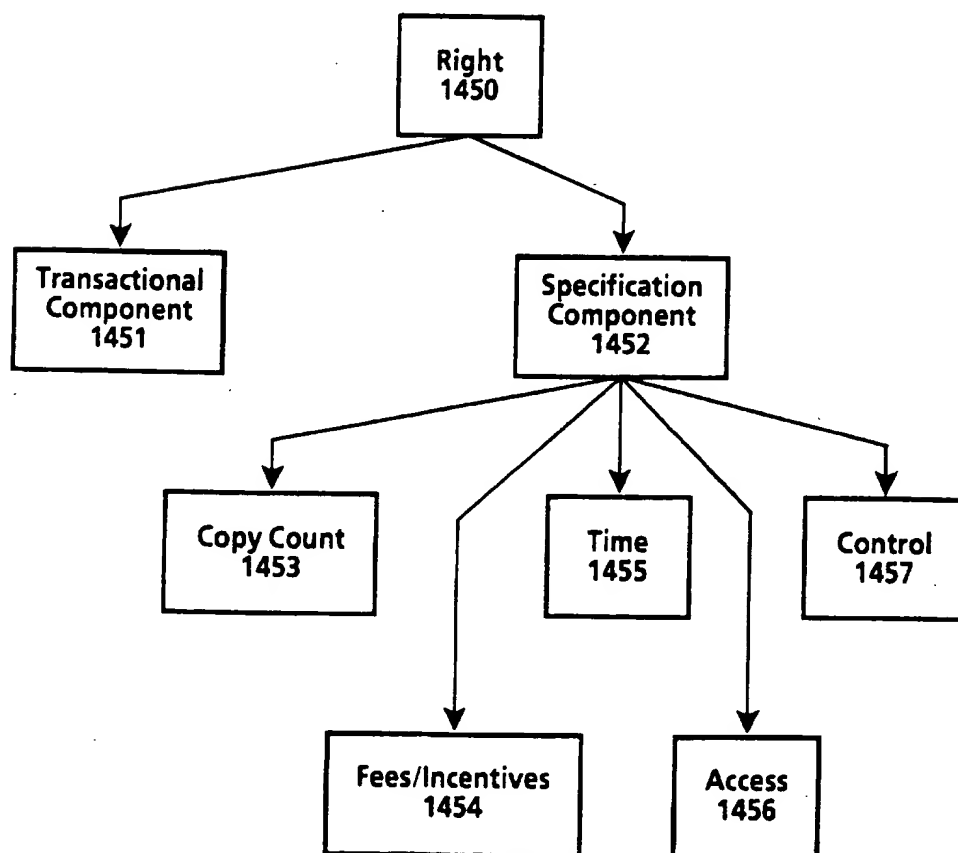 Right
1450
Transactional
Component
1451
Specification
Component
1452
Copy Count
1453
Time
1455
Control
1457
Fees/Incentives
1454
Access
1456